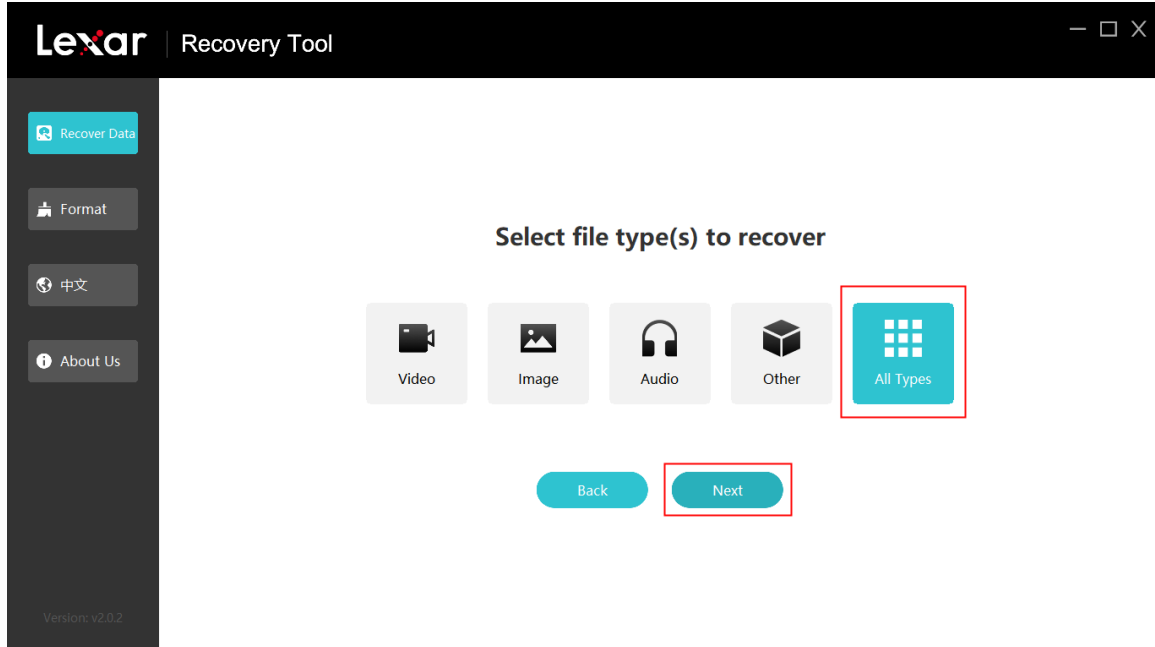 Lexar Recovery Tool
Recover Data
Format
中文
About Us
Version: v2.0.2
Select file type(s) to recover
Video Image Audio Other All Types
Back Next